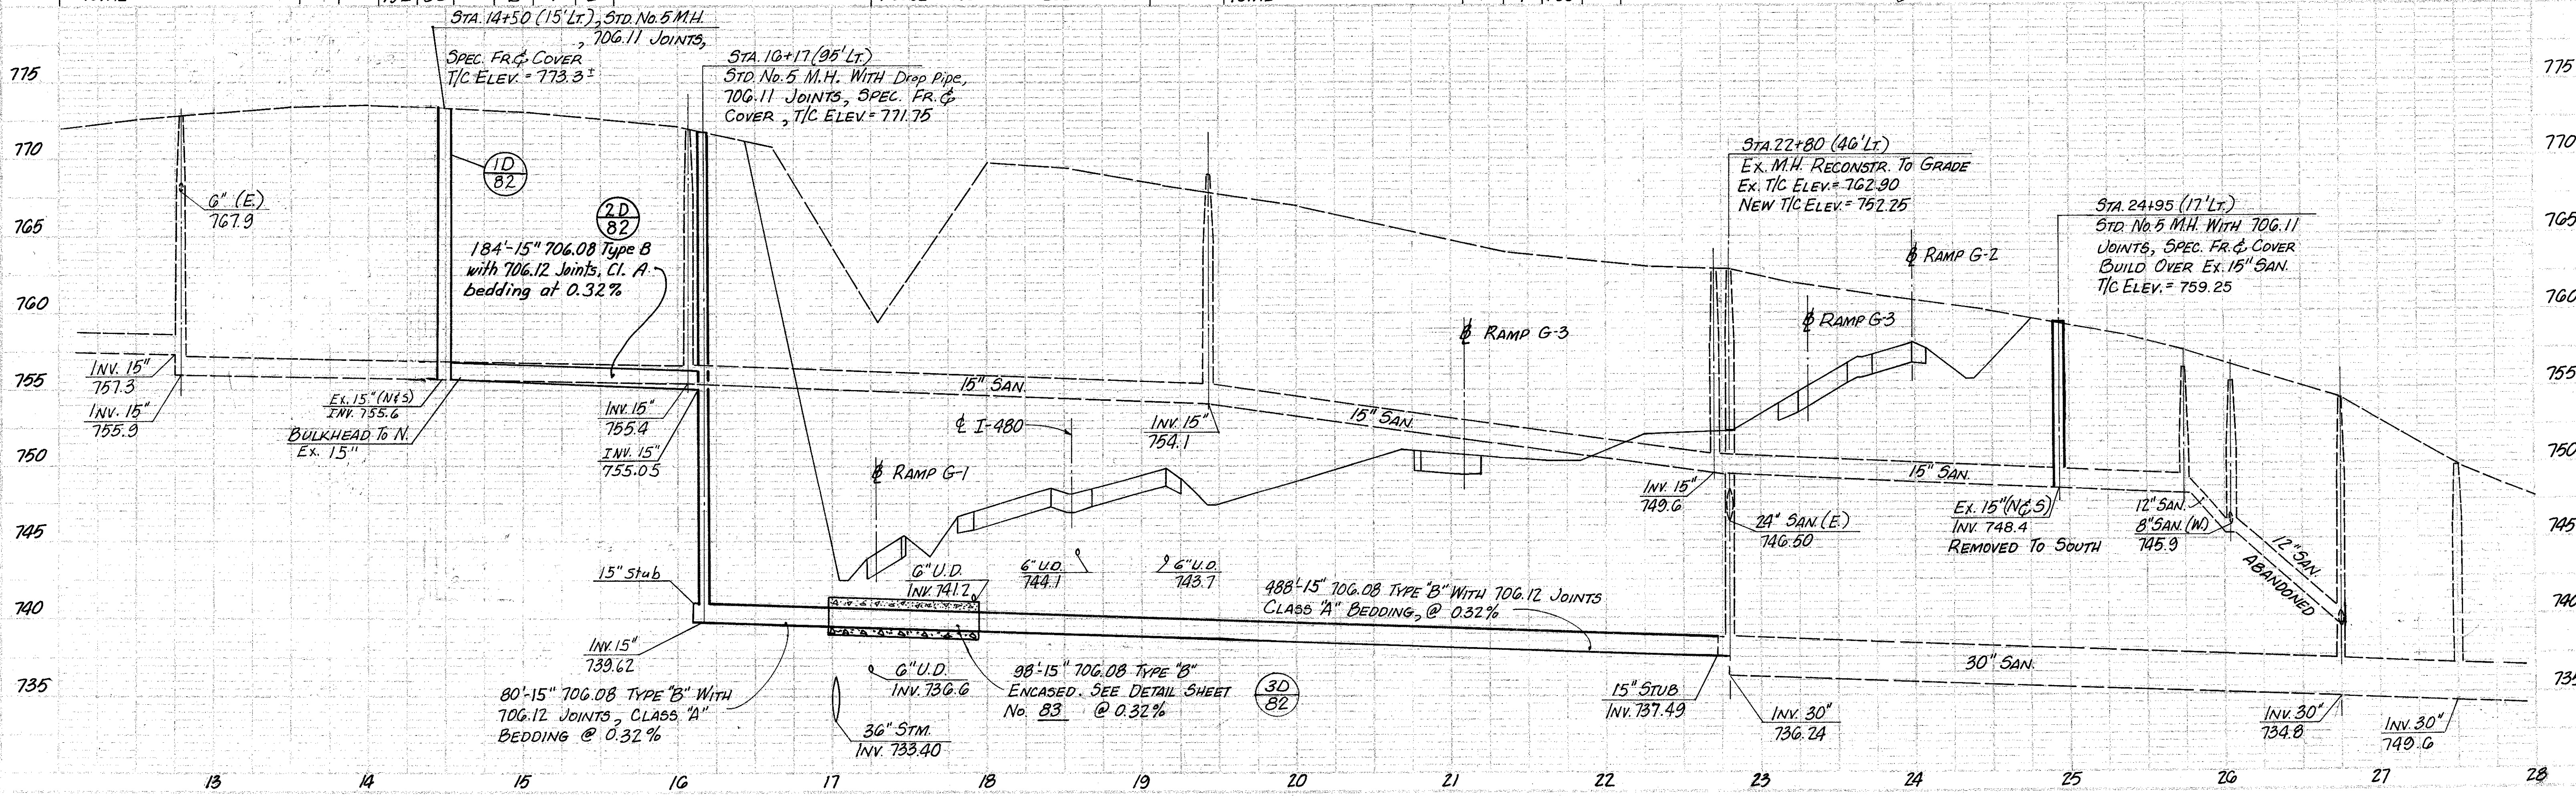 STA. 14+50 (15' LT.), STD. No. 5 M.H.
, 706.11 JOINTS,
SPEC. FR. & COVER
T/C ELEV. = 773.3±
STA. 16+17 (95' LT.)
STD. No. 5 M.H. WITH Drop Pipe,
706.11 JOINTS, SPEC. FR. &
COVER, T/C ELEV. = 771.75
775
770
765
760
755
750
745
740
735
6" (E.)
767.9
1D
82
2D
82
184'-15" 706.08 Type B
with 706.12 Joints, Cl. A
bedding at 0.32%
STA. 22+80 (46' LT.)
EX. M.H. RECONSTR. TO GRADE
EX. T/C ELEV. = 762.90
NEW T/C ELEV. = 752.25
STA. 24+95 (17' LT.)
STD. No. 5 M.H. WITH 706.11
JOINTS, SPEC. FR. & COVER
BUILD OVER EX. 15" SAN.
T/C ELEV. = 759.25
RAMP G-2
RAMP G-3
RAMP G-3
INV. 15"
757.3
INV. 15"
755.9
EX. 15" (N&S)
INV. 755.6
BULKHEAD TO N.
EX. 15"
INV. 15"
755.4
INV. 15"
755.05
15" SAN.
15" SAN.
15" SAN.
INV. 15"
754.1
℄ I-480
RAMP G-1
INV. 15"
749.6
24" SAN. (E.)
746.50
EX. 15" (N&S)
INV. 748.4
REMOVED TO SOUTH
12" SAN.
8" SAN. (W.)
745.9
12" SAN.
ABANDONED
15" Stub
6" U.D.
INV. 741.2
6" U.D.
744.1
6" U.D.
743.7
488'-15" 706.08 TYPE "B" WITH 706.12 JOINTS
CLASS "A" BEDDING, @ 0.32%
INV. 15"
739.62
80'-15" 706.08 TYPE "B" WITH
706.12 JOINTS, CLASS "A"
BEDDING @ 0.32%
6" U.D.
INV. 736.6
36" STM.
INV. 733.40
98'-15" 706.08 TYPE "B"
ENCASED. SEE DETAIL SHEET
No. 83 @ 0.32%
3D
82
15" STUB
INV. 737.49
INV. 30"
736.24
30" SAN.
INV. 30"
734.8
INV. 30"
749.6
775
770
765
760
755
750
745
740
735
13 14 15 16 17 18 19 20 21 22 23 24 25 26 27 28